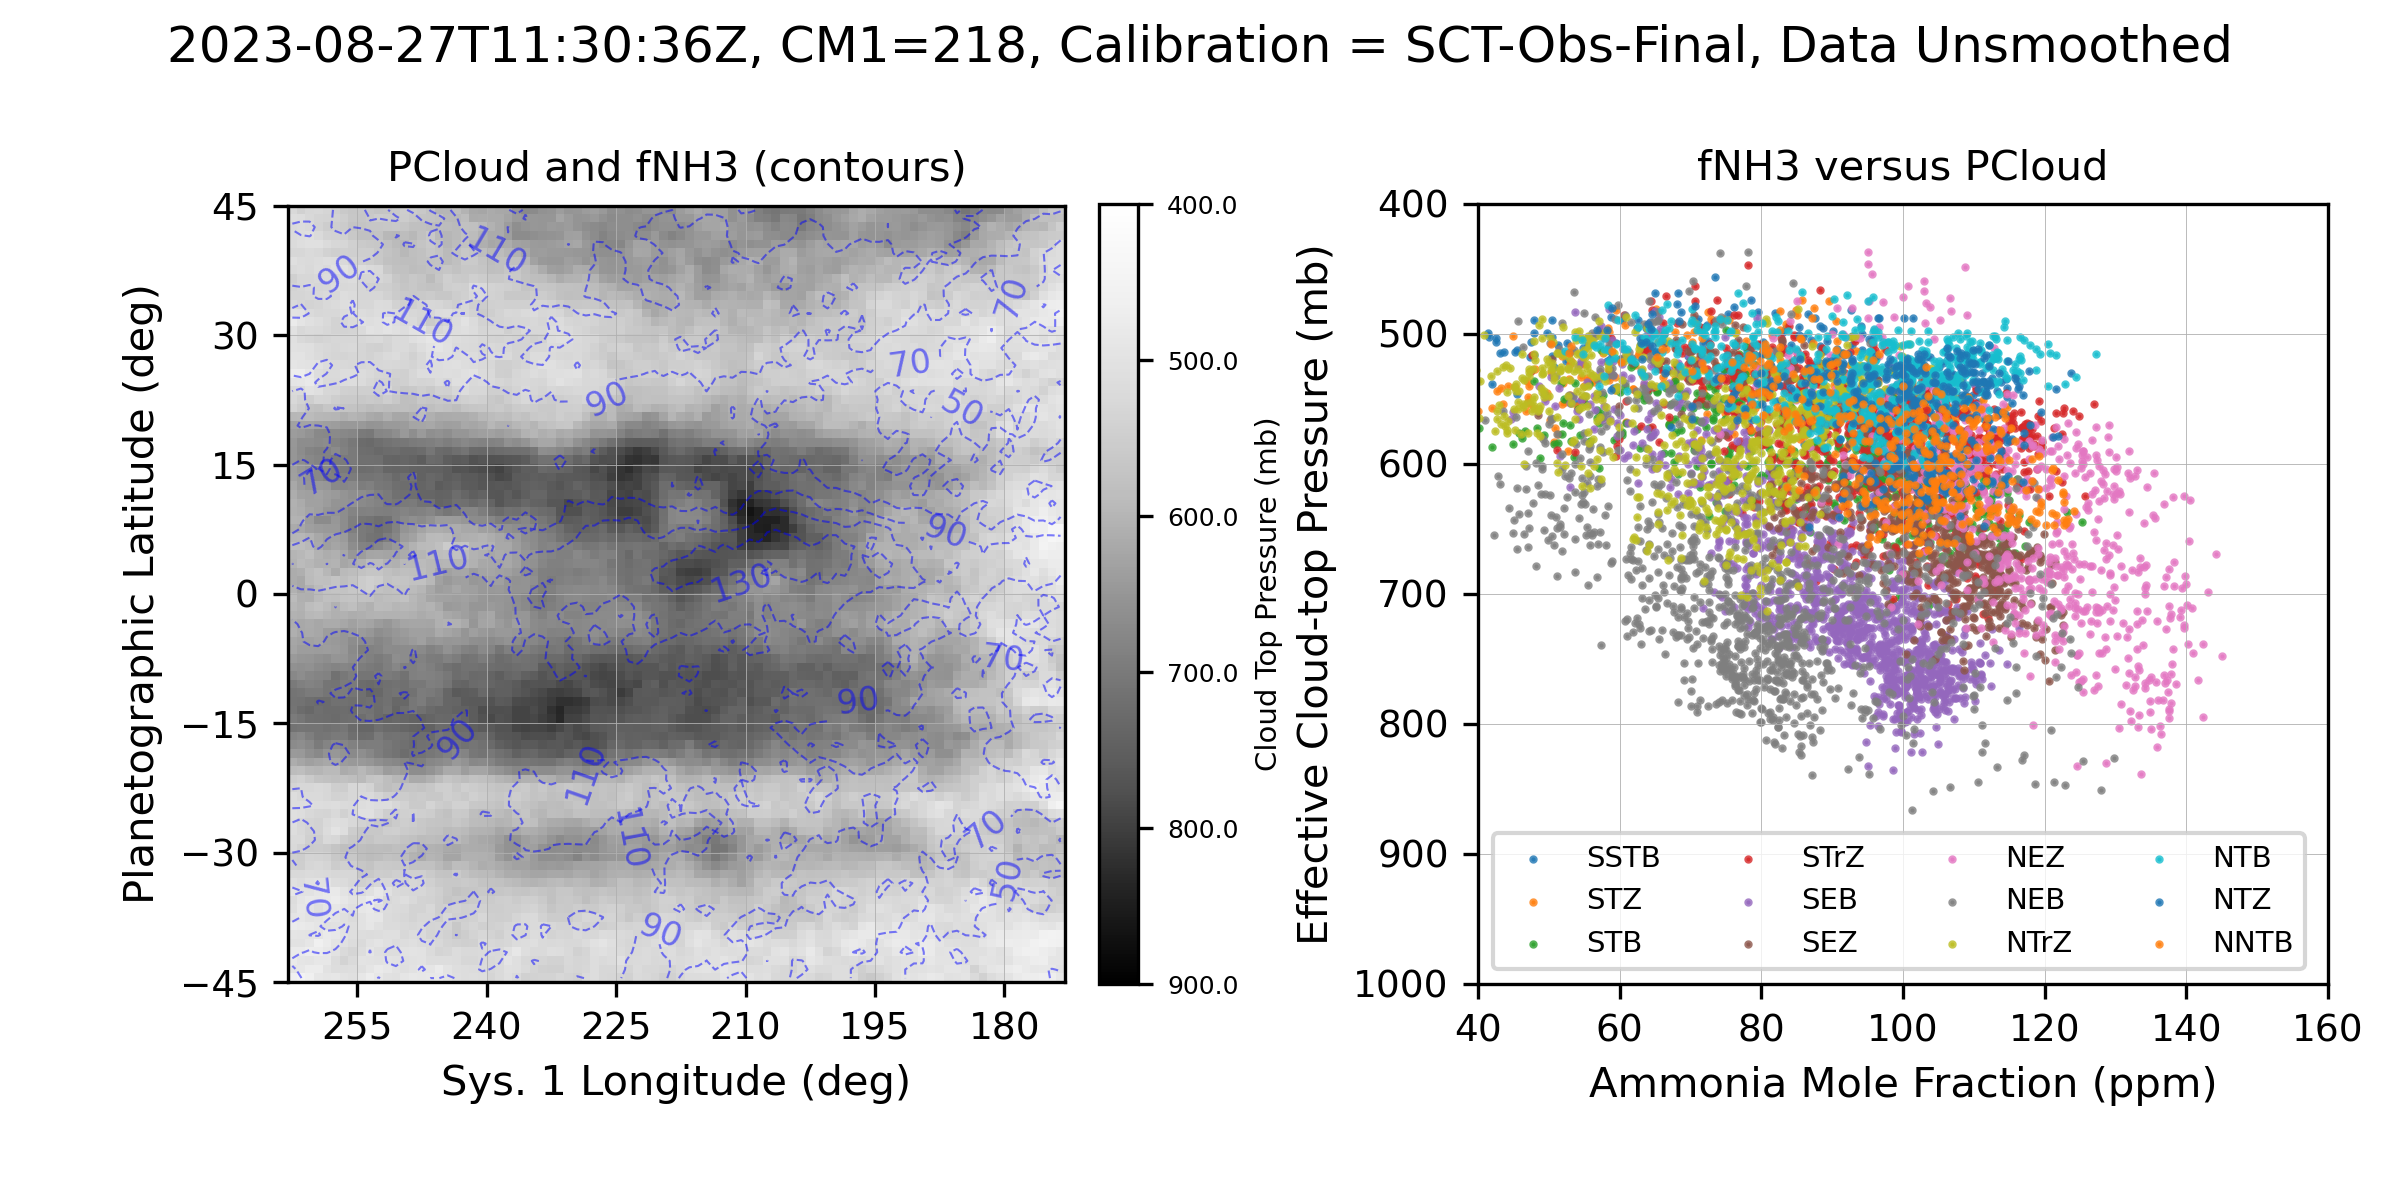 2023-08-27T11:30:36Z, CM1=218, Calibration = SCT-Obs-Final, Data Unsmoothed
PCloud and fNH3 (contours)
45
30
15
0
−15
−30
−45
Planetographic Latitude (deg)
110
90
110
70
70
90
50
70
90
110
130
70
90
90
110
110
70
50
70
90
255
240
225
210
195
180
Sys. 1 Longitude (deg)
400.0
500.0
600.0
700.0
800.0
900.0
Cloud Top Pressure (mb)
fNH3 versus PCloud
400
500
600
700
800
900
1000
Effective Cloud-top Pressure (mb)
SSTB
STZ
STB
STrZ
SEB
SEZ
NEZ
NEB
NTrZ
NTB
NTZ
NNTB
40
60
80
100
120
140
160
Ammonia Mole Fraction (ppm)